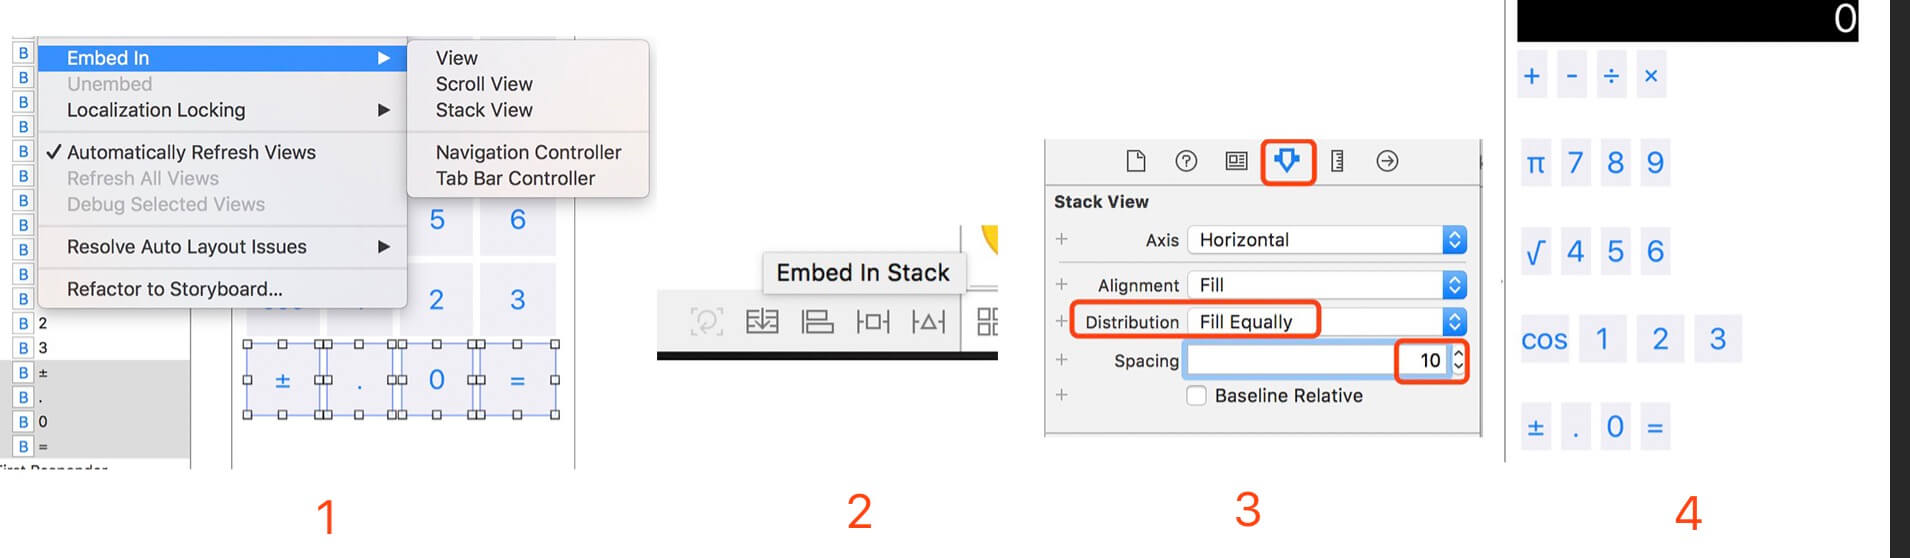 Embed In
Unembed
Localization Locking
Automatically Refresh Views
Refresh All Views
Debug Selected Views
Resolve Auto Layout Issues
Refactor to Storyboard...
View
Scroll View
Stack View
Navigation Controller
Tab Bar Controller
5 6
2 3
± . 0 =
B
B
B
B
B
B
B
B
B
B
B
B 2
B 3
B ±
B .
B 0
B =
1
Embed In Stack
2
Stack View
Axis Horizontal
Alignment Fill
Distribution Fill Equally
Spacing 10
Baseline Relative
3
0
+ - ÷ ×
π 7 8 9
√ 4 5 6
cos 1 2 3
± . 0 =
4